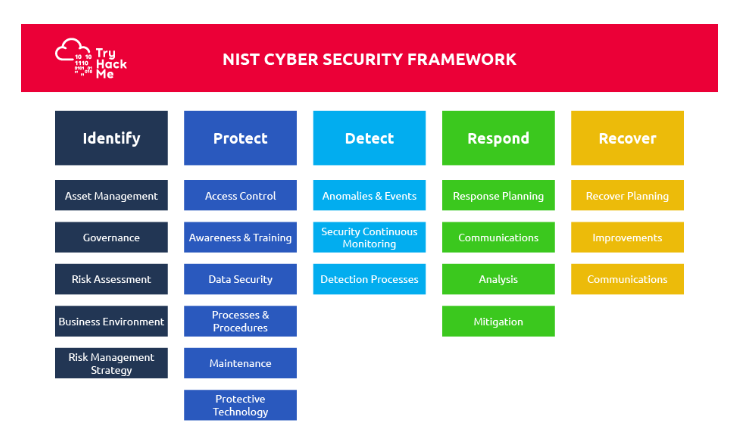 Try
Hack
Me
NIST CYBER SECURITY FRAMEWORK
Identify
Asset Management
Governance
Risk Assessment
Business Environment
Risk Management
Strategy
Protect
Access Control
Awareness & Training
Data Security
Processes &
Procedures
Maintenance
Protective
Technology
Detect
Anomalies & Events
Security Continuous
Monitoring
Detection Processes
Respond
Response Planning
Communications
Analysis
Mitigation
Recover
Recover Planning
Improvements
Communications